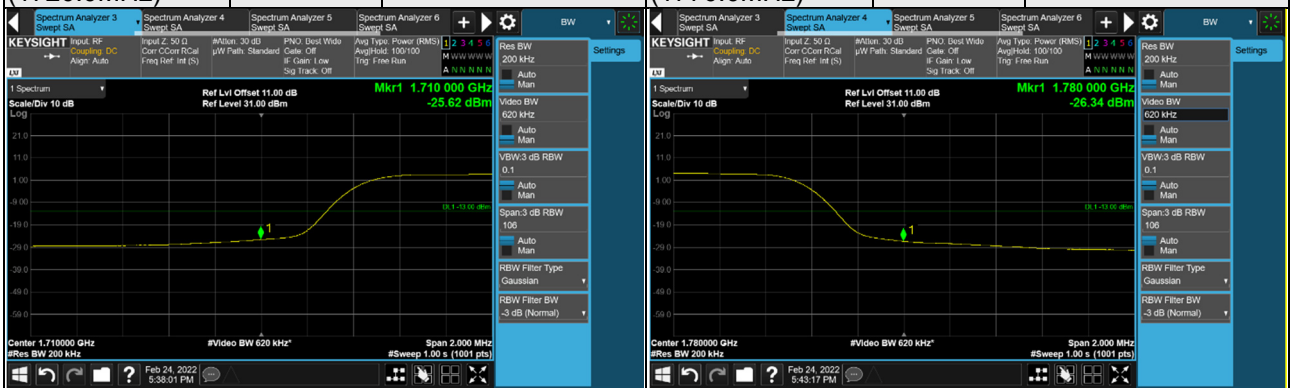 Spectrum Analyzer 3
Swept SA
Spectrum Analyzer 4
Swept SA
Spectrum Analyzer 5
Swept SA
Spectrum Analyzer 6
Swept SA
BW
KEYSIGHT
Input: RF
Coupling: DC
Align: Auto
Input Z: 50 Ω
Corr CCorr RCal
Freq Ref: Int (S)
#Atten: 30 dB
µW Path: Standard
PNO: Best Wide
Gate: Off
IF Gain: Low
Sig Track: Off
Avg Type: Power (RMS)
Avg|Hold: 100/100
Trig: Free Run
1 2 3 4 5 6
M W W W W W
A N N N N N
LXI
1 Spectrum
Scale/Div 10 dB
Log
Ref Lvl Offset 11.00 dB
Ref Level 31.00 dBm
Mkr1 1.710 000 GHz
-25.62 dBm
21.0
11.0
1.00
-9.00
-19.0
-29.0
-39.0
-49.0
-59.0
DL1 -13.00 dBm
1
Center 1.710000 GHz
#Res BW 200 kHz
#Video BW 620 kHz*
Span 2.000 MHz
#Sweep 1.00 s (1001 pts)
Res BW
200 kHz
Auto
Man
Video BW
620 kHz
Auto
Man
VBW:3 dB RBW
0.1
Auto
Man
Span:3 dB RBW
106
Auto
Man
RBW Filter Type
Gaussian
RBW Filter BW
-3 dB (Normal)
Settings
?
Feb 24, 2022
5:38:01 PM
Spectrum Analyzer 3
Swept SA
Spectrum Analyzer 4
Swept SA
Spectrum Analyzer 5
Swept SA
Spectrum Analyzer 6
Swept SA
BW
KEYSIGHT
Input: RF
Coupling: DC
Align: Auto
Input Z: 50 Ω
Corr CCorr RCal
Freq Ref: Int (S)
#Atten: 30 dB
µW Path: Standard
PNO: Best Wide
Gate: Off
IF Gain: Low
Sig Track: Off
Avg Type: Power (RMS)
Avg|Hold: 100/100
Trig: Free Run
1 2 3 4 5 6
M W W W W W
A N N N N N
LXI
1 Spectrum
Scale/Div 10 dB
Log
Ref Lvl Offset 11.00 dB
Ref Level 31.00 dBm
Mkr1 1.780 000 GHz
-26.34 dBm
21.0
11.0
1.00
-9.00
-19.0
-29.0
-39.0
-49.0
-59.0
DL1 -13.00 dBm
1
Center 1.780000 GHz
#Res BW 200 kHz
#Video BW 620 kHz*
Span 2.000 MHz
#Sweep 1.00 s (1001 pts)
Res BW
200 kHz
Auto
Man
Video BW
620 kHz
Auto
Man
VBW:3 dB RBW
0.1
Auto
Man
Span:3 dB RBW
106
Auto
Man
RBW Filter Type
Gaussian
RBW Filter BW
-3 dB (Normal)
Settings
?
Feb 24, 2022
5:43:17 PM